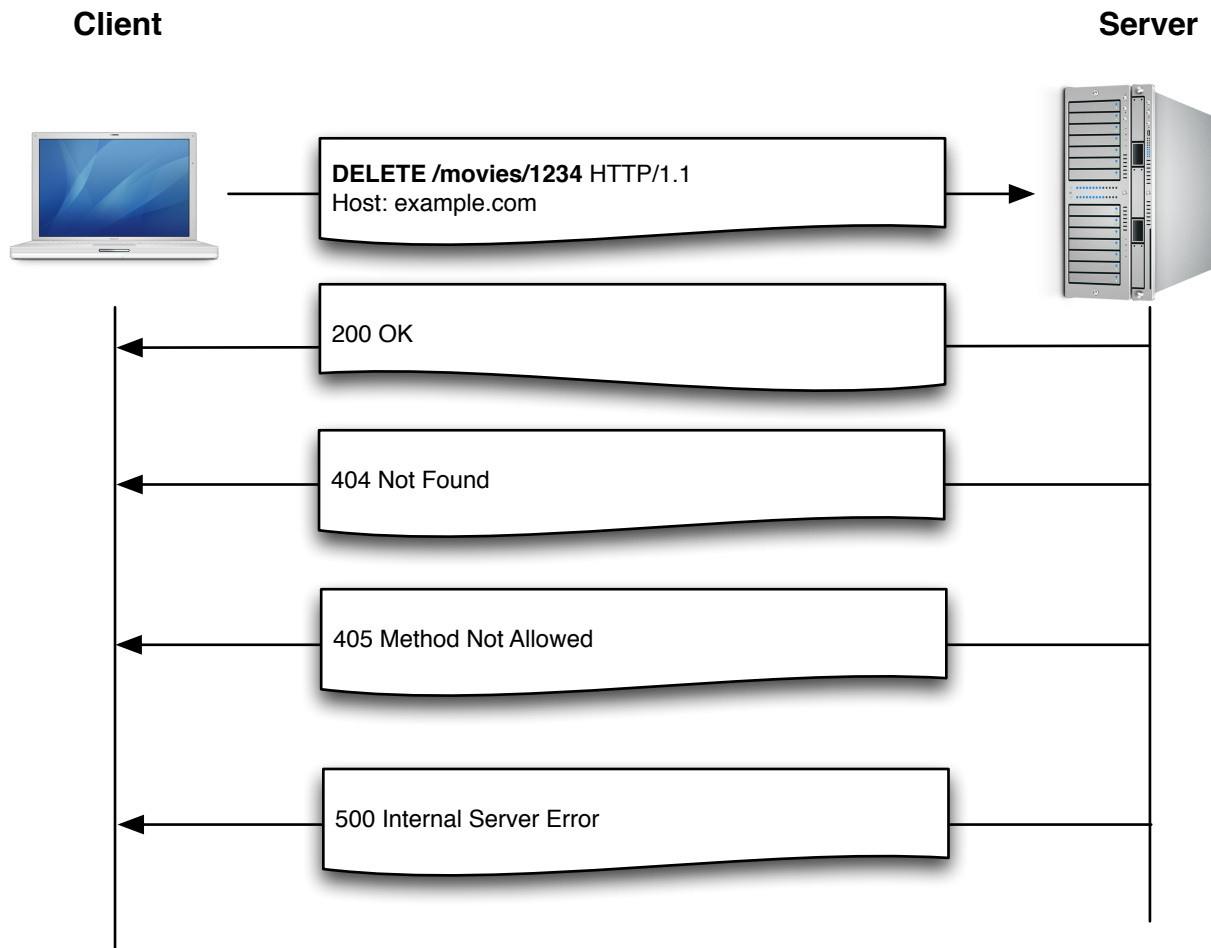 Client
Server
DELETE /movies/1234 HTTP/1.1
Host: example.com
200 OK
404 Not Found
405 Method Not Allowed
500 Internal Server Error